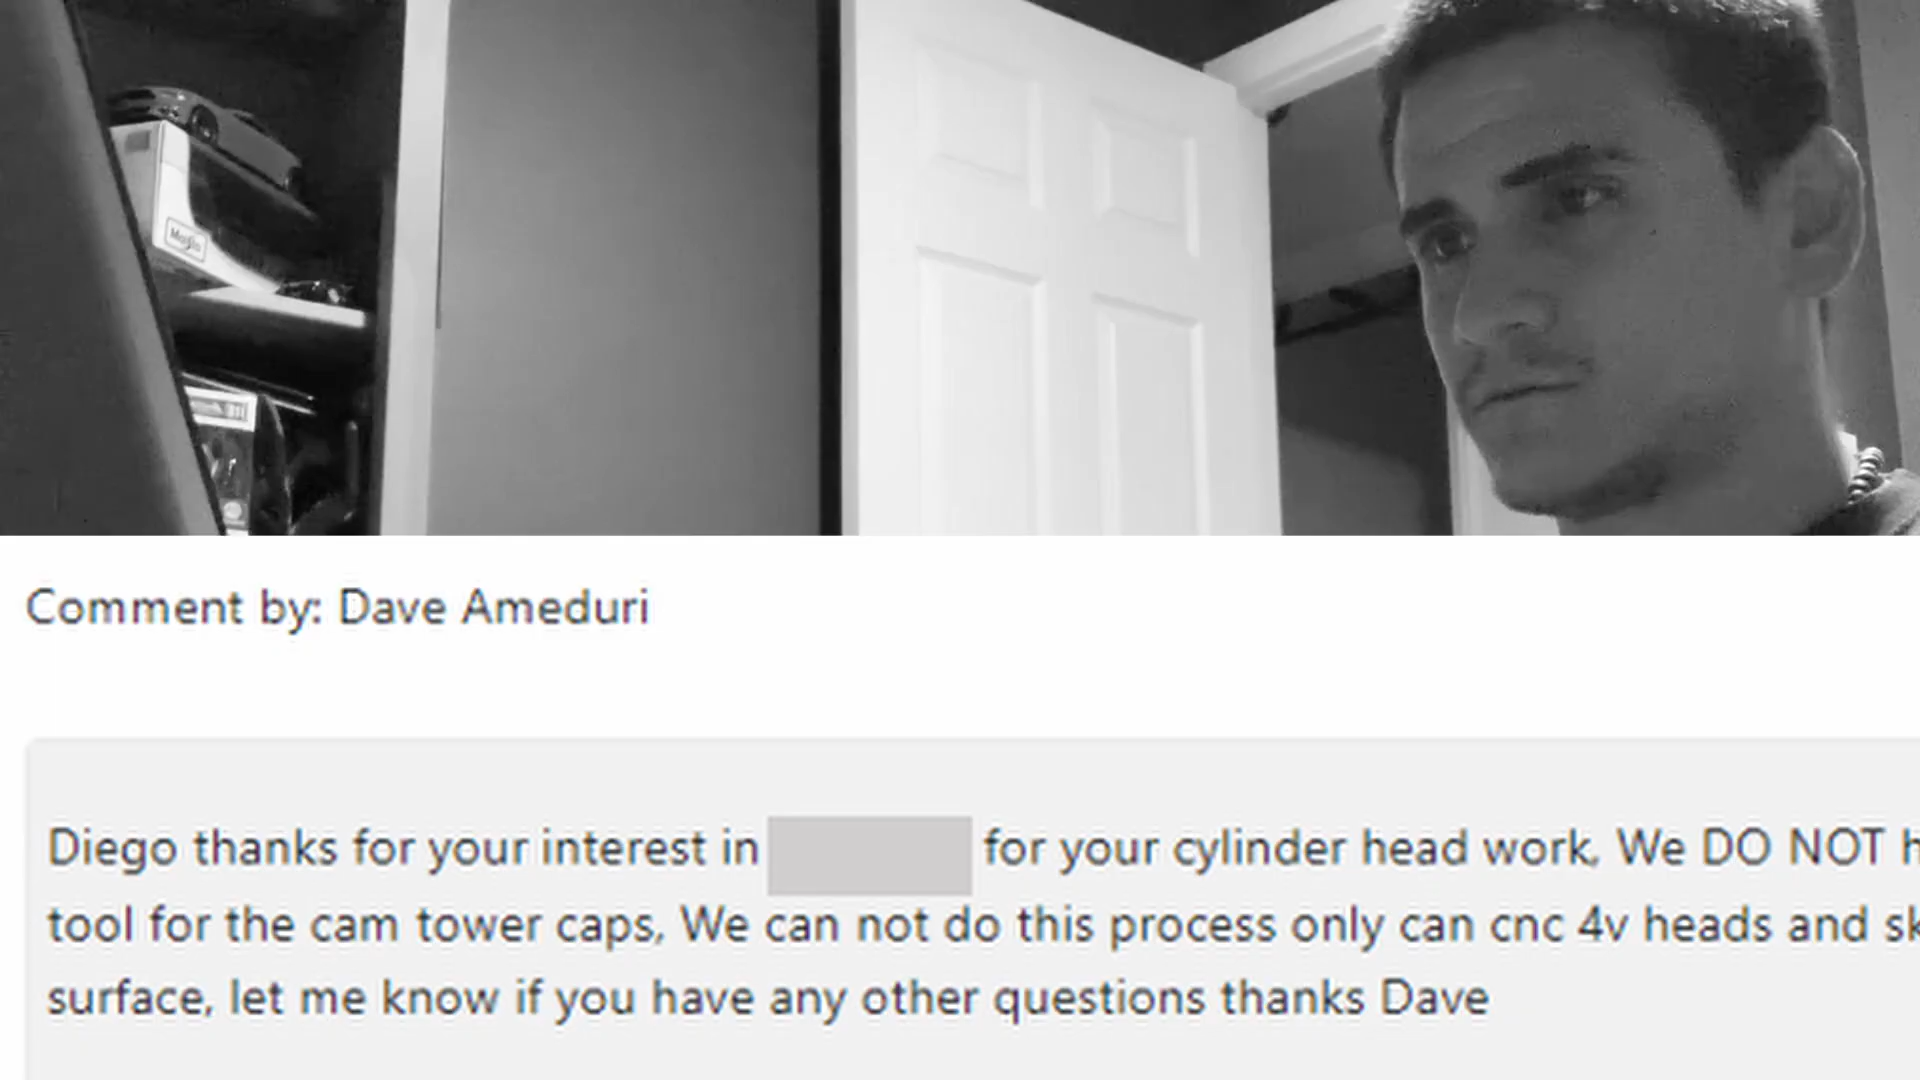 Maisto
Comment by: Dave Ameduri
Diego thanks for your interest in for your cylinder head work. We DO NOT h
tool for the cam tower caps, We can not do this process only can cnc 4v heads and sk
surface, let me know if you have any other questions thanks Dave